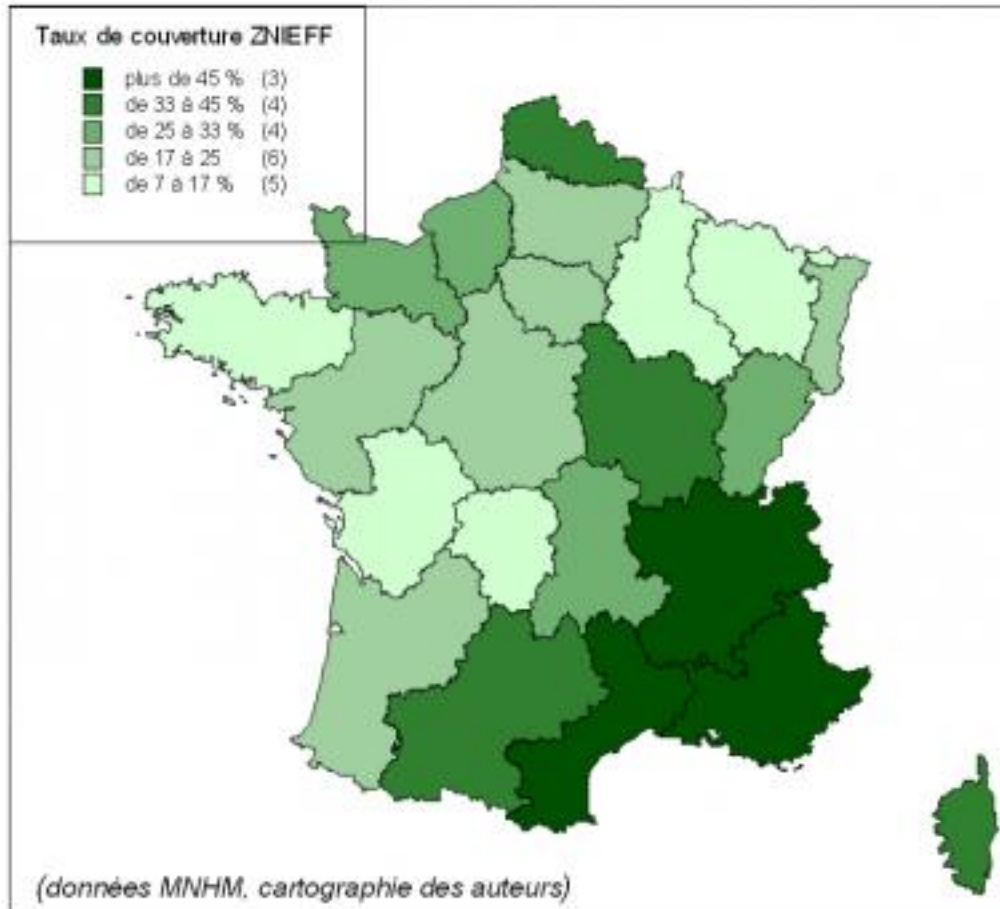 Taux de couverture ZNIEFF
plus de 45 % (3)
de 33 à 45 % (4)
de 25 à 33 % (4)
de 17 à 25 (6)
de 7 à 17 % (5)
(données MNHM, cartographie des auteurs)